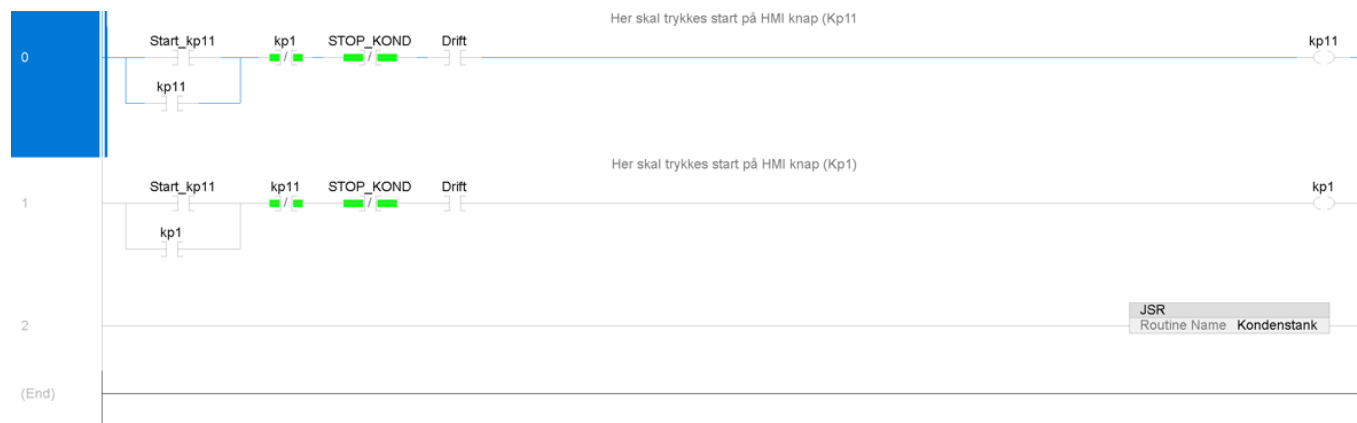 Her skal trykkes start på HMI knap (Kp11
Start_kp11 kp1 STOP_KOND Drift kp11
0
kp11
Her skal trykkes start på HMI knap (Kp1)
Start_kp11 kp11 STOP_KOND Drift kp1
1
kp1
JSR
2 Routine Name Kondenstank
(End)